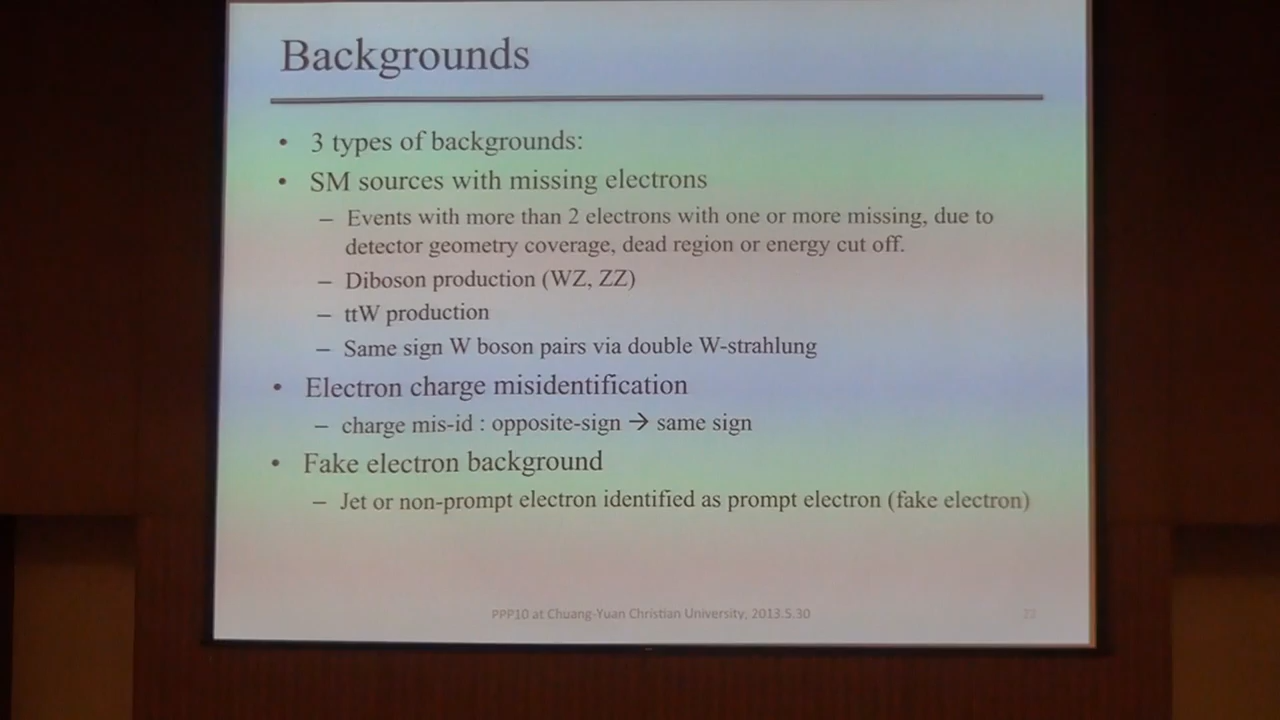 Backgrounds
• 3 types of backgrounds:
• SM sources with missing electrons
– Events with more than 2 electrons with one or more missing, due to
detector geometry coverage, dead region or energy cut off.
– Diboson production (WZ, ZZ)
– ttW production
– Same sign W boson pairs via double W-strahlung
• Electron charge misidentification
– charge mis-id : opposite-sign → same sign
• Fake electron background
– Jet or non-prompt electron identified as prompt electron (fake electron)
PPP10 at Chuang-Yuan Christian University, 2013.5.30